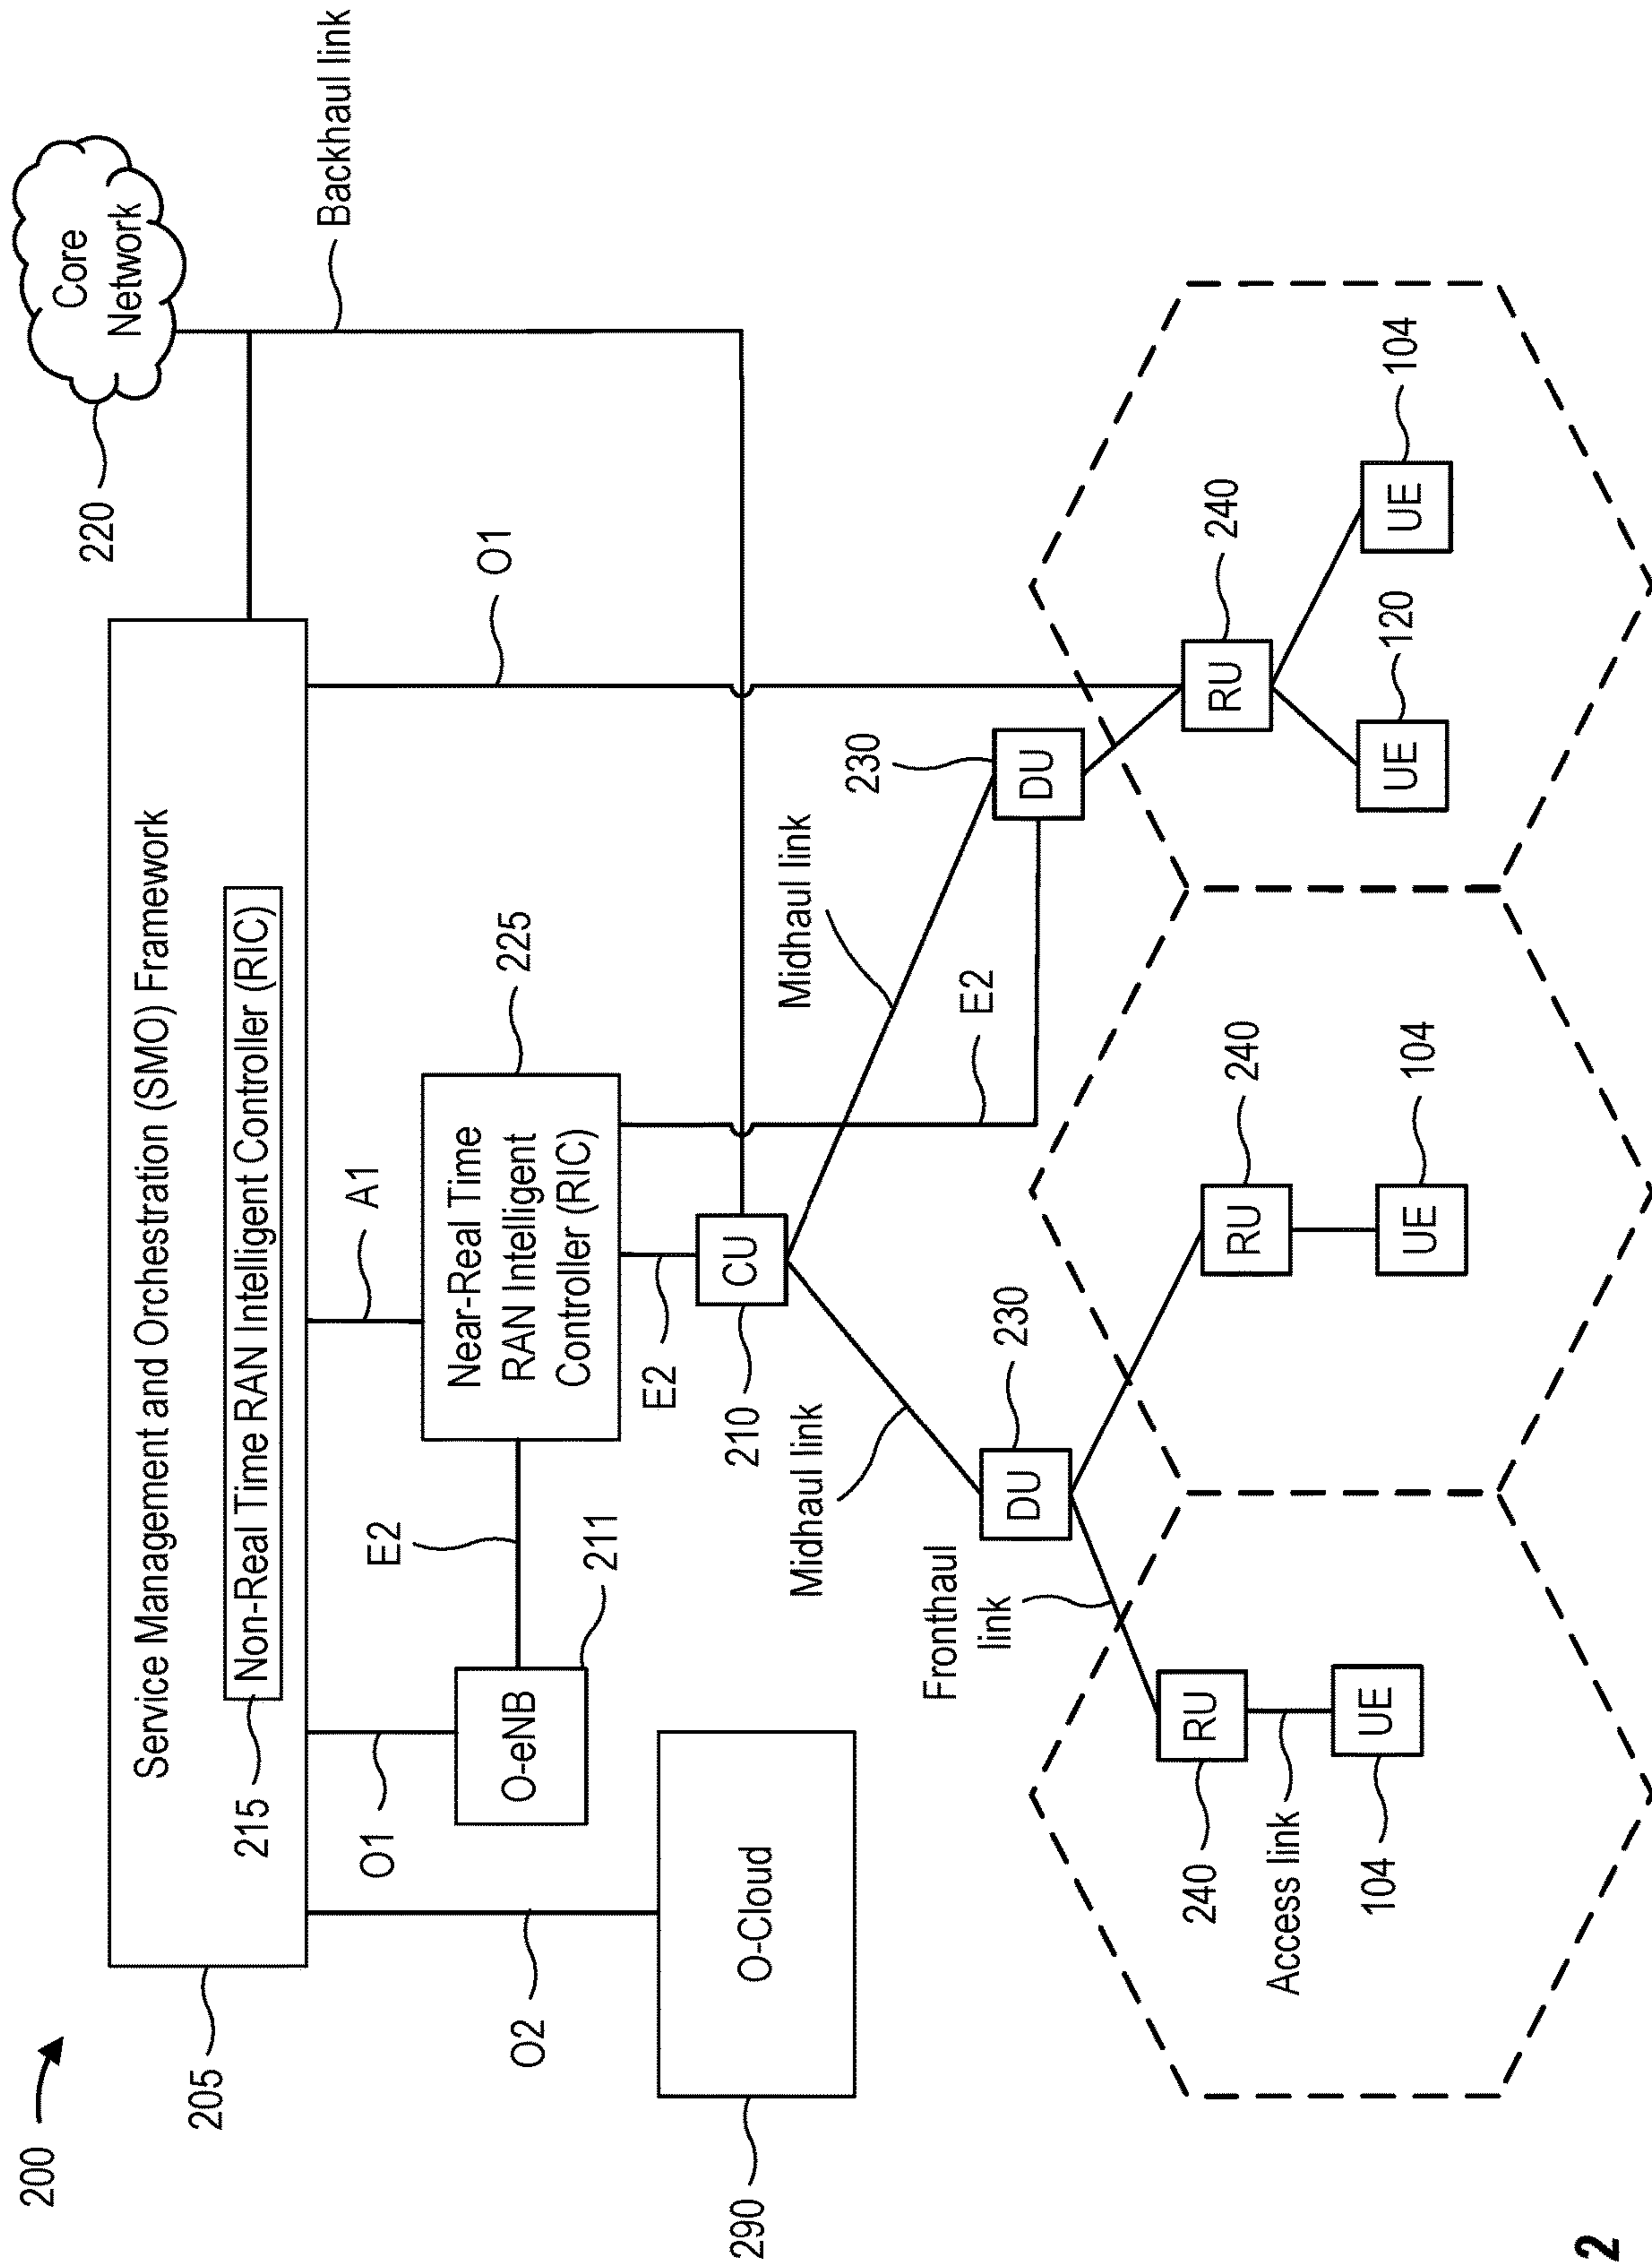 200
205
Service Management and Orchestration (SMO) Framework
215
Non-Real Time RAN Intelligent Controller (RIC)
220
Core
Network
Backhaul link
O2
O1
E2
A1
O1
O-eNB
211
Near-Real Time
RAN Intelligent
Controller (RIC)
225
290
O-Cloud
E2
210
CU
Midhaul link
Midhaul link
E2
230
DU
Fronthaul
link
DU
230
240
RU
Access link
104
UE
RU
240
UE
104
RU
240
UE
120
UE
104
2